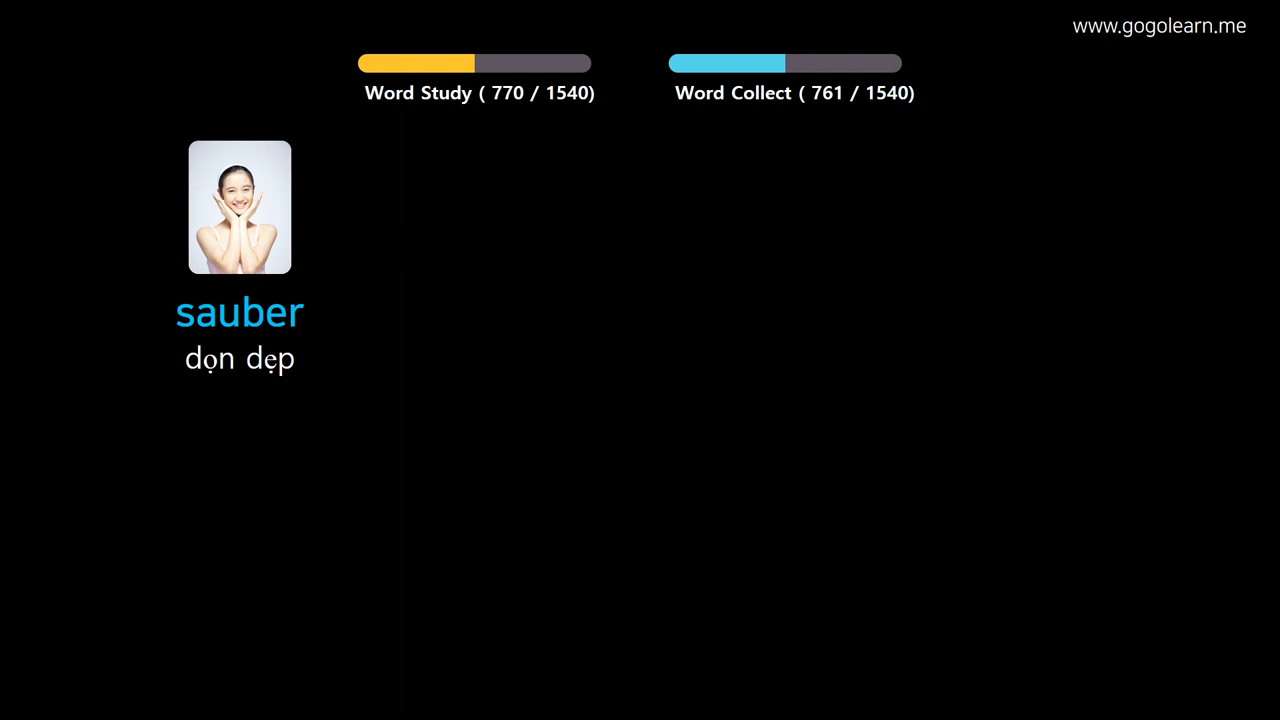 www.gogolearn.me
Word Study ( 770 / 1540)
Word Collect ( 761 / 1540)
sauber
dọn dẹp